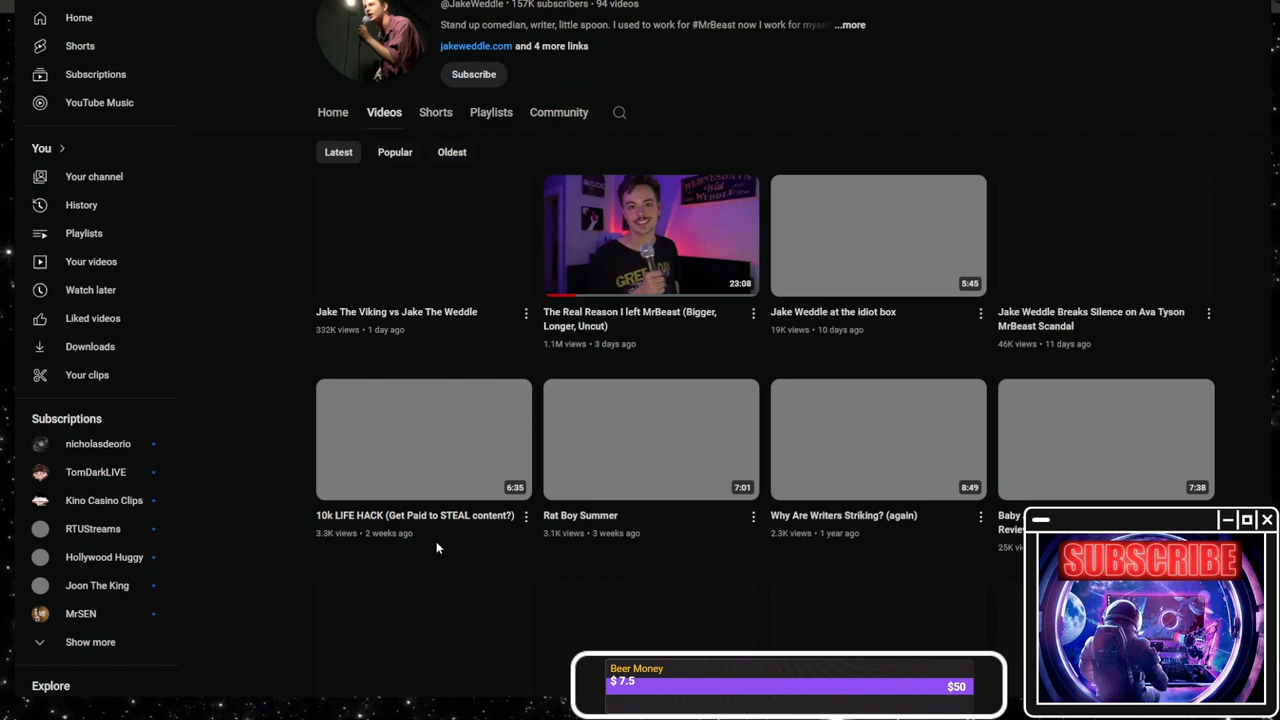 Home
@JakeWeddle • 157K subscribers • 94 videos
Shorts
Stand up comedian, writer, little spoon. I used to work for #MrBeast now I work for myse ...more
jakeweddle.com and 4 more links
Subscriptions
Subscribe
YouTube Music
Home Videos Shorts Playlists Community
You
Latest Popular Oldest
Your channel
History
Playlists
Your videos
Watch later
Liked videos
Downloads
Your clips
WEDNESDAYS
With
WEDDLE
23:08
5:45
Jake The Viking vs Jake The Weddle
332K views • 1 day ago
The Real Reason I left MrBeast (Bigger,
Longer, Uncut)
1.1M views • 3 days ago
Jake Weddle at the idiot box
19K views • 10 days ago
Jake Weddle Breaks Silence on Ava Tyson
MrBeast Scandal
46K views • 11 days ago
Subscriptions
nicholasdeorio
TomDarkLIVE
Kino Casino Clips
RTUStreams
Hollywood Huggy
Joon The King
MrSEN
Show more
Explore
6:35
7:01
8:49
7:38
10k LIFE HACK (Get Paid to STEAL content?)
3.3K views • 2 weeks ago
Rat Boy Summer
3.1K views • 3 weeks ago
Why Are Writers Striking? (again)
2.3K views • 1 year ago
Baby
Revie
25K vi
SUBSCRIBE
Beer Money
$ 7.5
$50